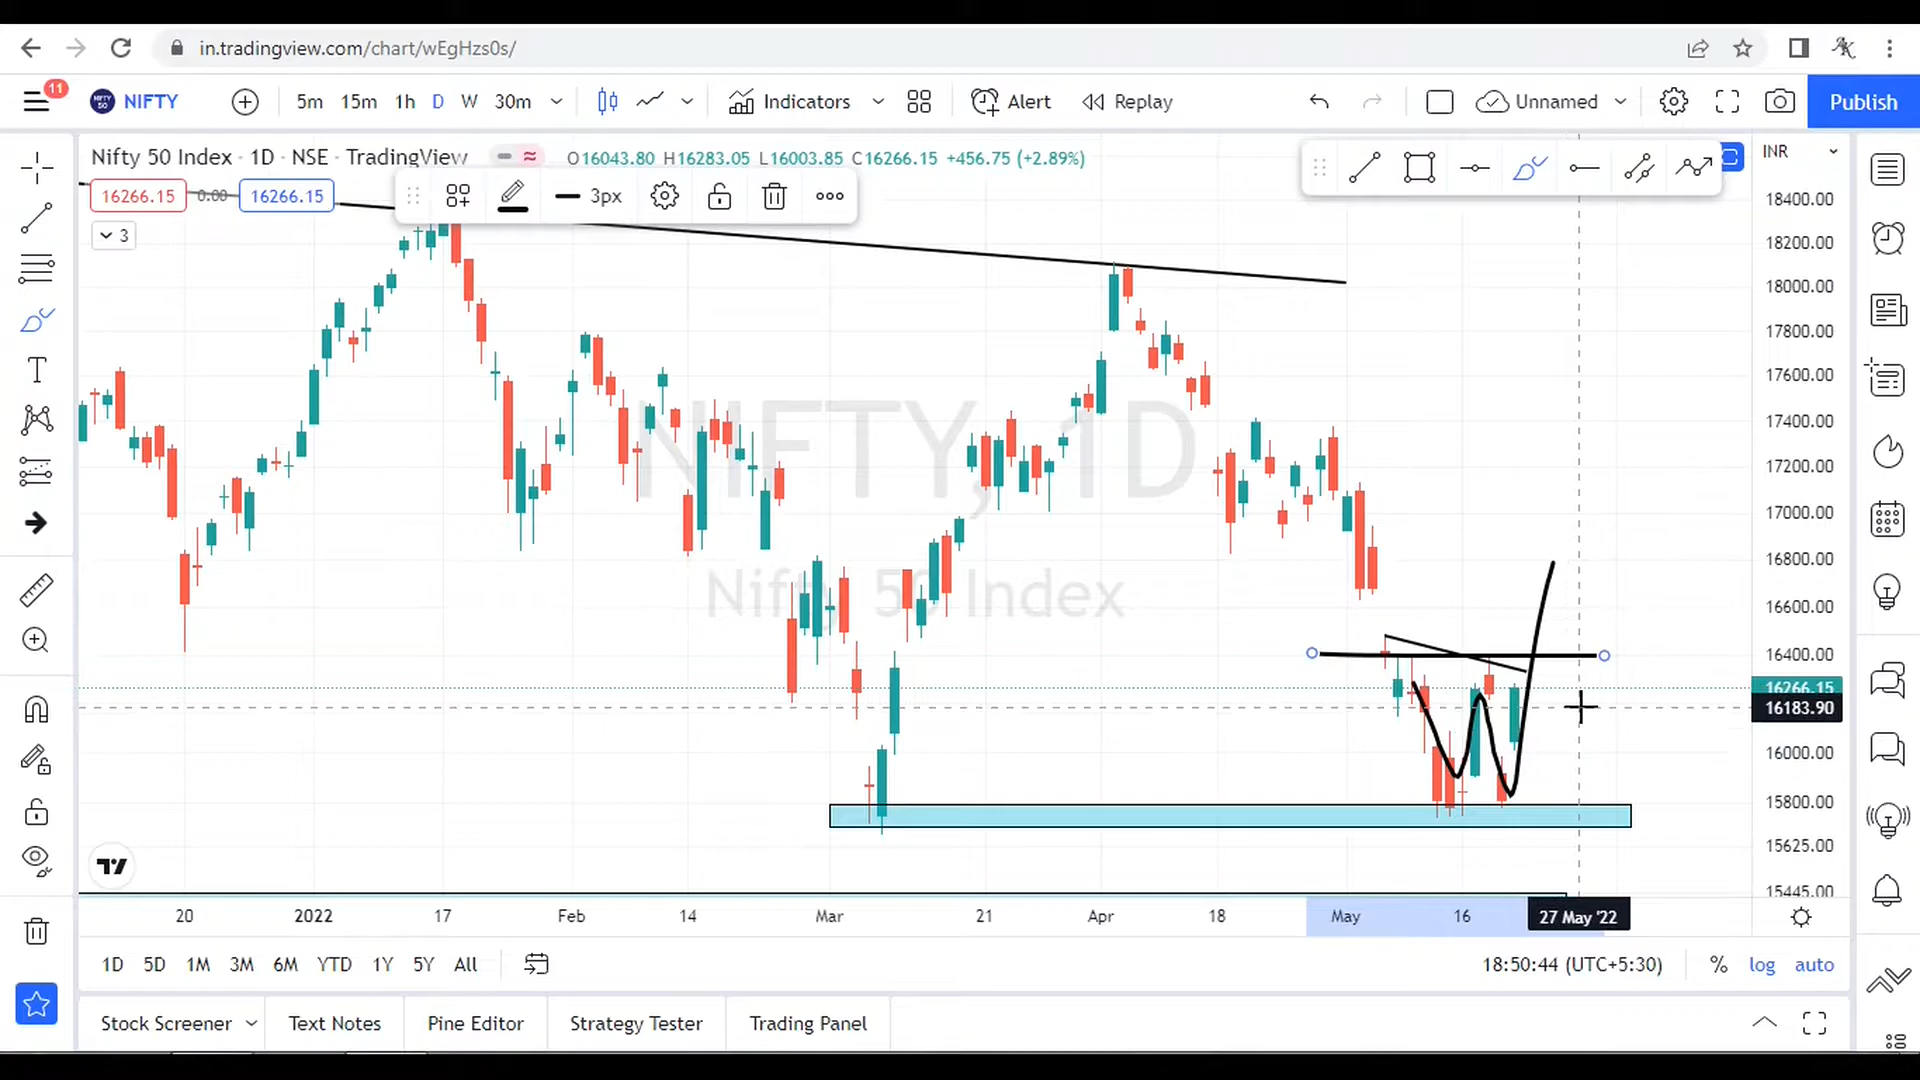 in.tradingview.com/chart/wEgHzs0s/
11
NIFTY 5m 15m 1h D W 30m Indicators Alert Replay Unnamed Publish
Nifty 50 Index · 1D · NSE · TradingView O16043.80 H16283.05 L16003.85 C16266.15 +456.75 (+2.89%)
INR
16266.15 0.00 16266.15
3px
3
NIFTY, 1D
Nifty 50 Index
18400.00
18200.00
18000.00
17800.00
17600.00
17400.00
17200.00
17000.00
16800.00
16600.00
16400.00
16266.15
16183.90
16000.00
15800.00
15625.00
15445.00
20 2022 17 Feb 14 Mar 21 Apr 18 May 16 27 May '22
1D 5D 1M 3M 6M YTD 1Y 5Y All 18:50:44 (UTC+5:30) % log auto
Stock Screener Text Notes Pine Editor Strategy Tester Trading Panel